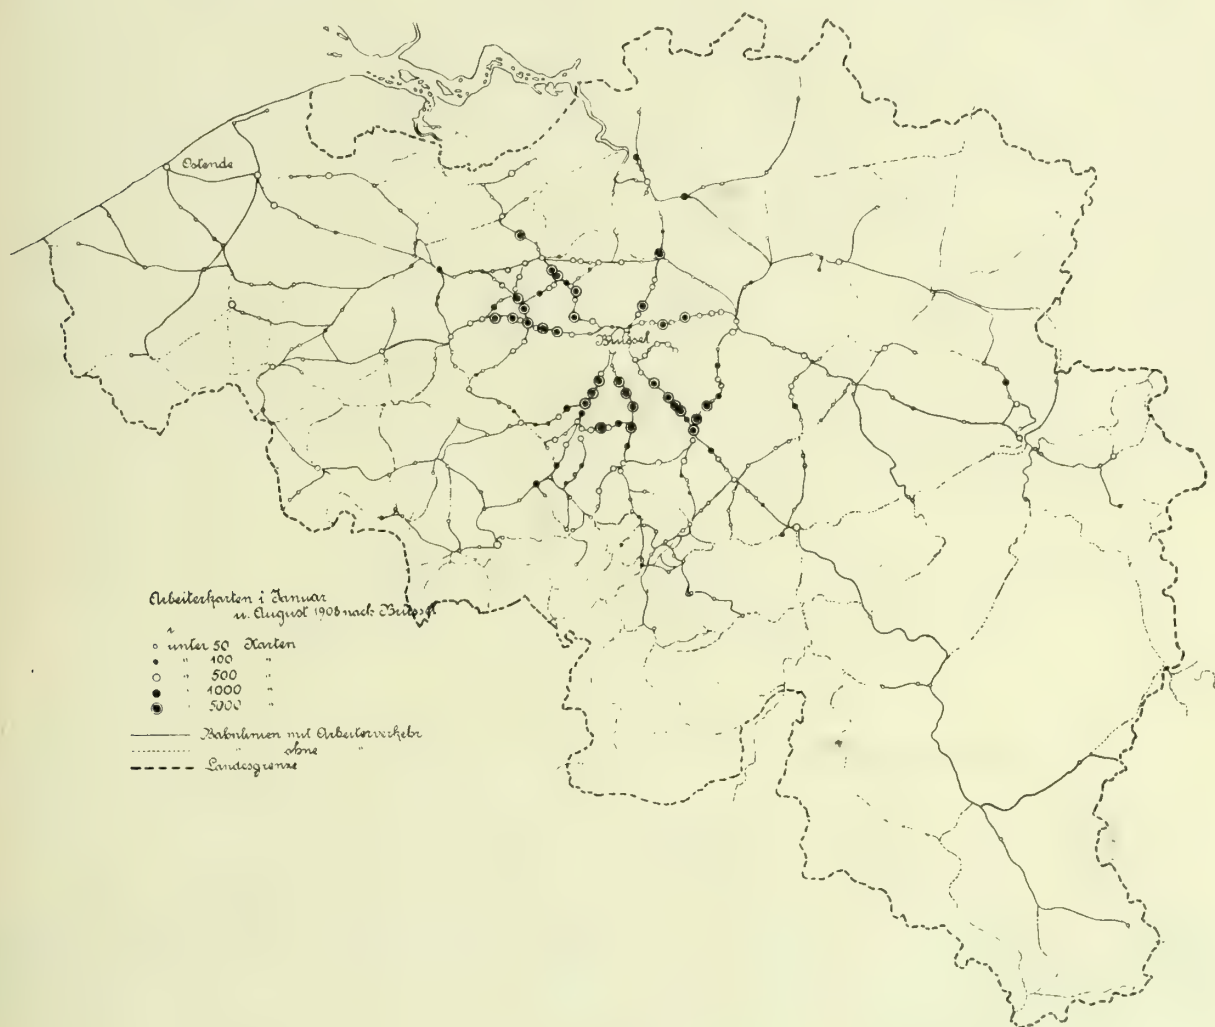 Ostende
Brüssel
Arbeiterkarten i Januar
u. August 1908 nach Brüssel
unter 50 Karten
" 100 "
" 500 "
" 1000 "
" 5000 "
Bahnlinien mit Arbeiterverkehr
" ohne "
Landesgrenze